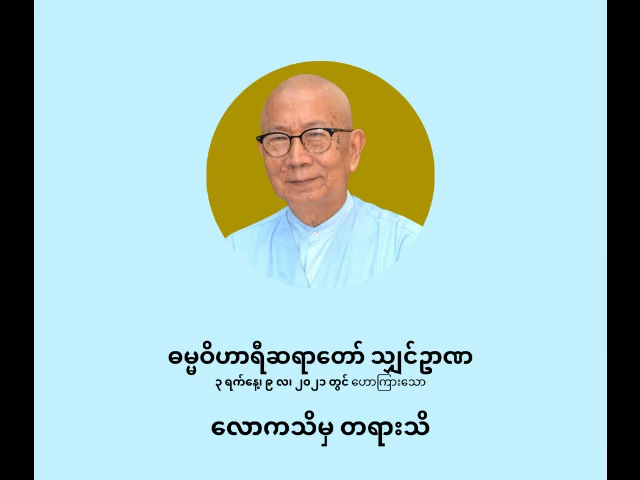 ဓမ္မဝိဟာရီဆရာတော် သျှင်ဥာဏ
၃ ရက်နေ့၊ ၉ လ၊ ၂၀၂၁ တွင် ဟောကြားသော
လောကသိမှ တရားသိ